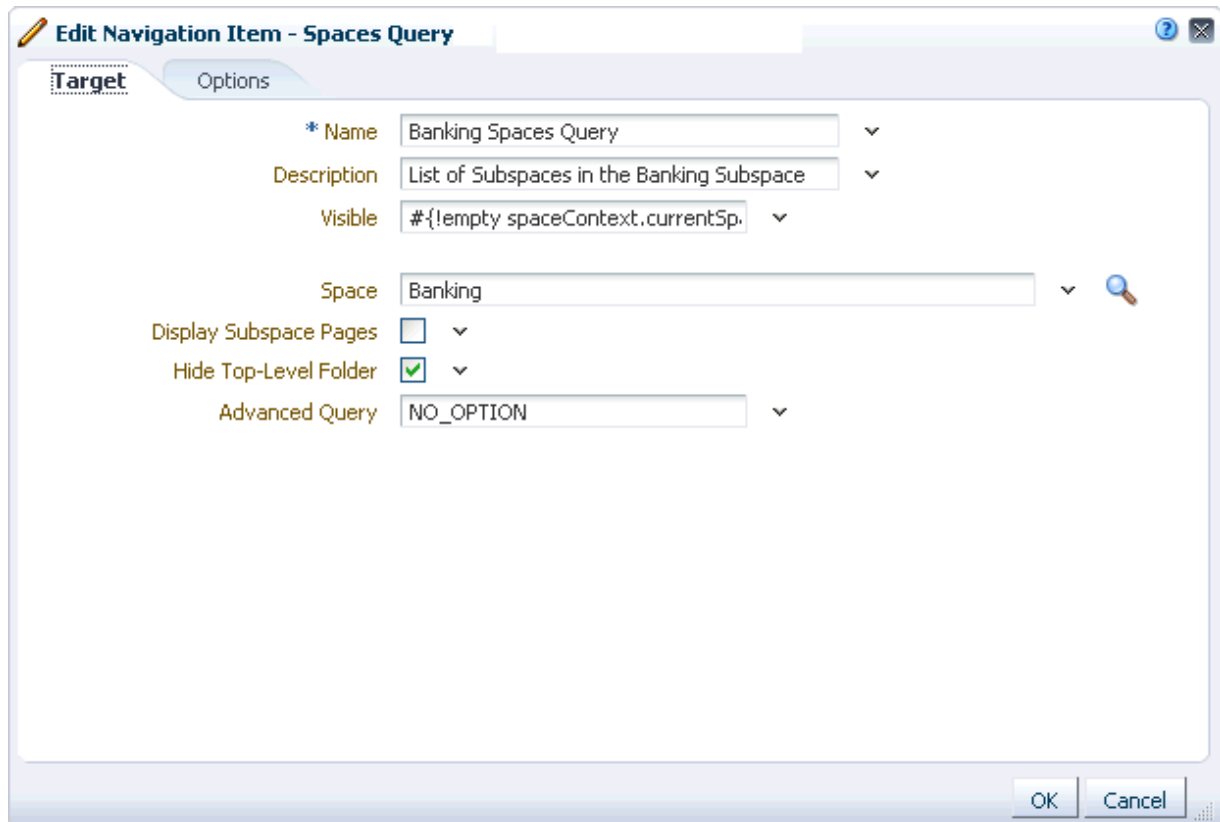 Edit Navigation Item - Spaces Query
Target Options
* Name Banking Spaces Query
Description List of Subspaces in the Banking Subspace
Visible #{!empty spaceContext.currentSp
Space Banking
Display Subspace Pages
Hide Top-Level Folder
Advanced Query NO_OPTION
OK Cancel